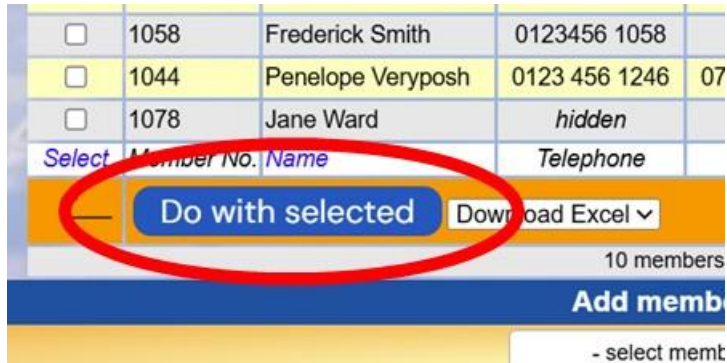 1058 Frederick Smith 0123456 1058
1044 Penelope Veryposh 0123 456 1246 07
1078 Jane Ward hidden
Select Member No. Name Telephone
Do with selected Download Excel
10 members
Add memb
- select memb